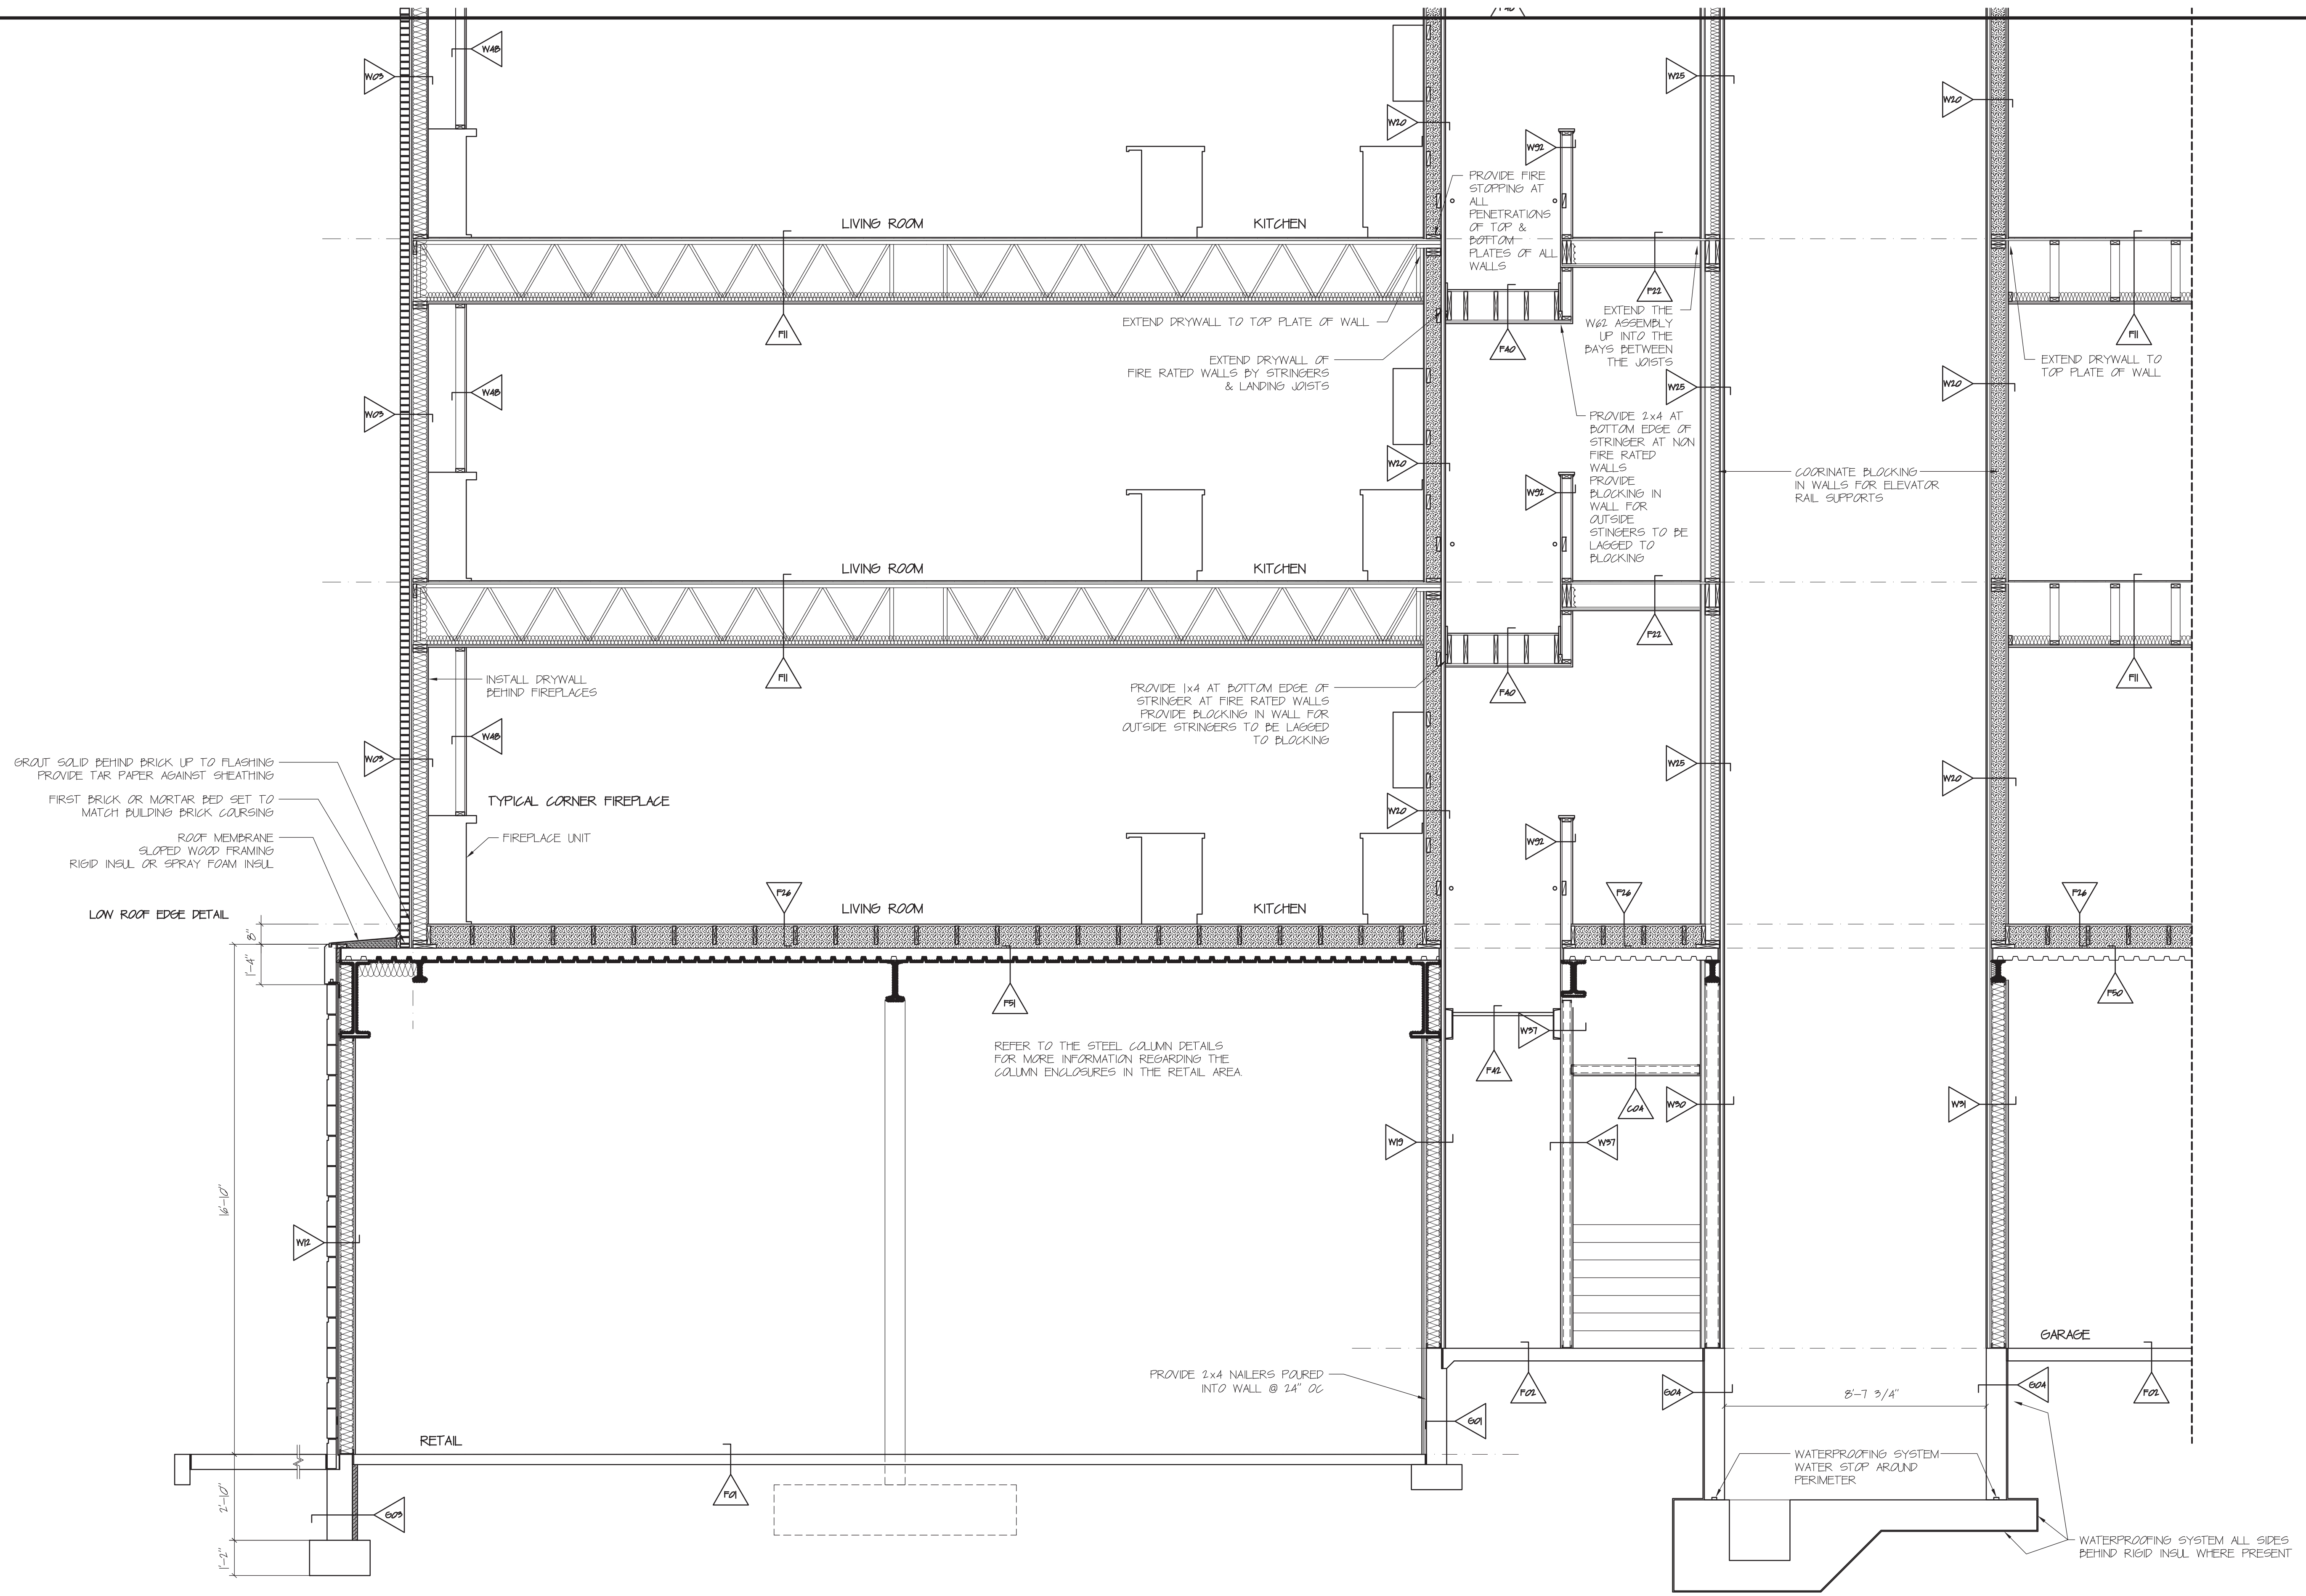 W48
W03
W25
W20
W20
W92
PROVIDE FIRE
STOPPING AT
ALL
PENETRATIONS
OF TOP &
BOTTOM
PLATES OF ALL
WALLS
LIVING ROOM
KITCHEN
F11
EXTEND DRYWALL TO TOP PLATE OF WALL
F40
F22
EXTEND THE
W62 ASSEMBLY
UP INTO THE
BAYS BETWEEN
THE JOISTS
F11
EXTEND DRYWALL TO
TOP PLATE OF WALL
EXTEND DRYWALL OF
FIRE RATED WALLS BY STRINGERS
& LANDING JOISTS
W48
W03
W25
W20
PROVIDE 2x4 AT
BOTTOM EDGE OF
STRINGER AT NON
FIRE RATED
WALLS
PROVIDE
BLOCKING IN
WALL FOR
OUTSIDE
STINGERS TO BE
LAGGED TO
BLOCKING
W20
W92
COORINATE BLOCKING
IN WALLS FOR ELEVATOR
RAIL SUPPORTS
LIVING ROOM
KITCHEN
F11
F22
F40
F11
INSTALL DRYWALL
BEHIND FIREPLACES
PROVIDE 1x4 AT BOTTOM EDGE OF
STRINGER AT FIRE RATED WALLS
PROVIDE BLOCKING IN WALL FOR
OUTSIDE STRINGERS TO BE LAGGED
TO BLOCKING
W48
W03
W25
W20
GROUT SOLID BEHIND BRICK UP TO FLASHING
PROVIDE TAR PAPER AGAINST SHEATHING
FIRST BRICK OR MORTAR BED SET TO
MATCH BUILDING BRICK COURSING
TYPICAL CORNER FIREPLACE
W20
W92
ROOF MEMBRANE
SLOPED WOOD FRAMING
RIGID INSUL OR SPRAY FOAM INSUL
FIREPLACE UNIT
F26
F26
F26
LIVING ROOM
KITCHEN
LOW ROOF EDGE DETAIL
8"
1'-4"
F51
F50
F42
W37
REFER TO THE STEEL COLUMN DETAILS
FOR MORE INFORMATION REGARDING THE
COLUMN ENCLOSURES IN THE RETAIL AREA.
C04
W30
W31
W19
W37
16'-10"
W12
GARAGE
PROVIDE 2x4 NAILERS POURED
INTO WALL @ 24" OC
F02
G04
8'-7 3/4"
G04
F02
G01
RETAIL
F01
WATERPROOFING SYSTEM
WATER STOP AROUND
PERIMETER
2'-10"
G03
WATERPROOFING SYSTEM ALL SIDES
BEHIND RIGID INSUL WHERE PRESENT
1'-2"